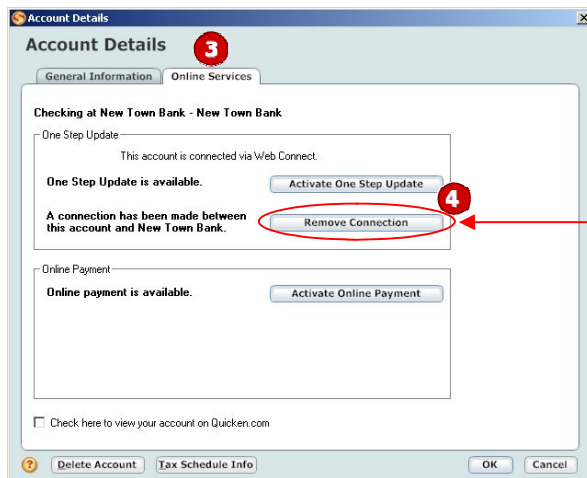 Account Details
Account Details
3
General Information Online Services
Checking at New Town Bank - New Town Bank
One Step Update
This account is connected via Web Connect.
One Step Update is available. Activate One Step Update
4
A connection has been made between
this account and New Town Bank. Remove Connection
Online Payment
Online payment is available. Activate Online Payment
Check here to view your account on Quicken.com
? Delete Account Tax Schedule Info OK Cancel